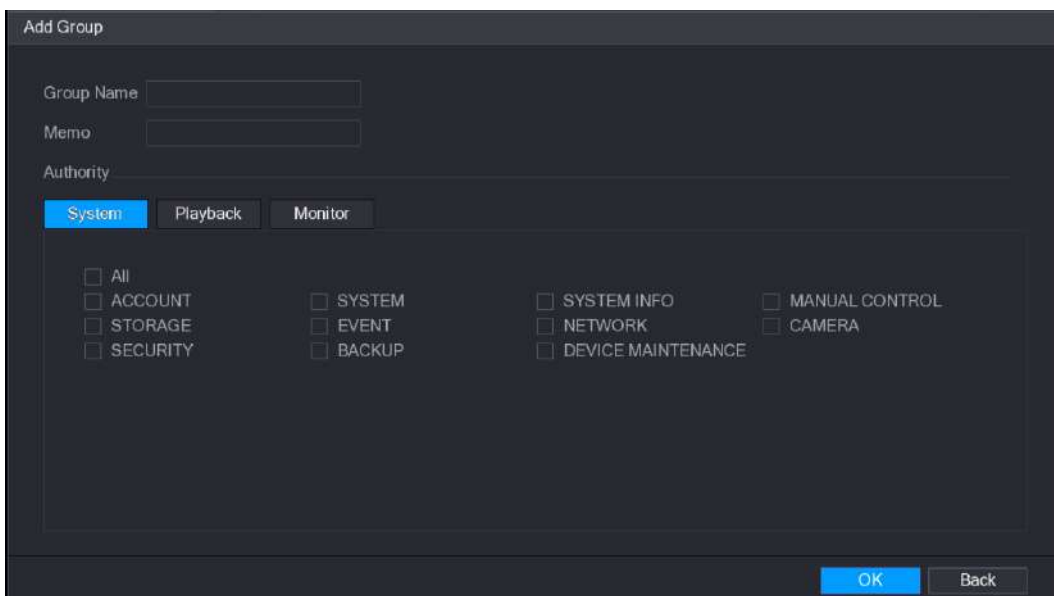 Add Group
Group Name
Memo
Authority
System Playback Monitor
All
ACCOUNT SYSTEM SYSTEM INFO MANUAL CONTROL
STORAGE EVENT NETWORK CAMERA
SECURITY BACKUP DEVICE MAINTENANCE
OK Back